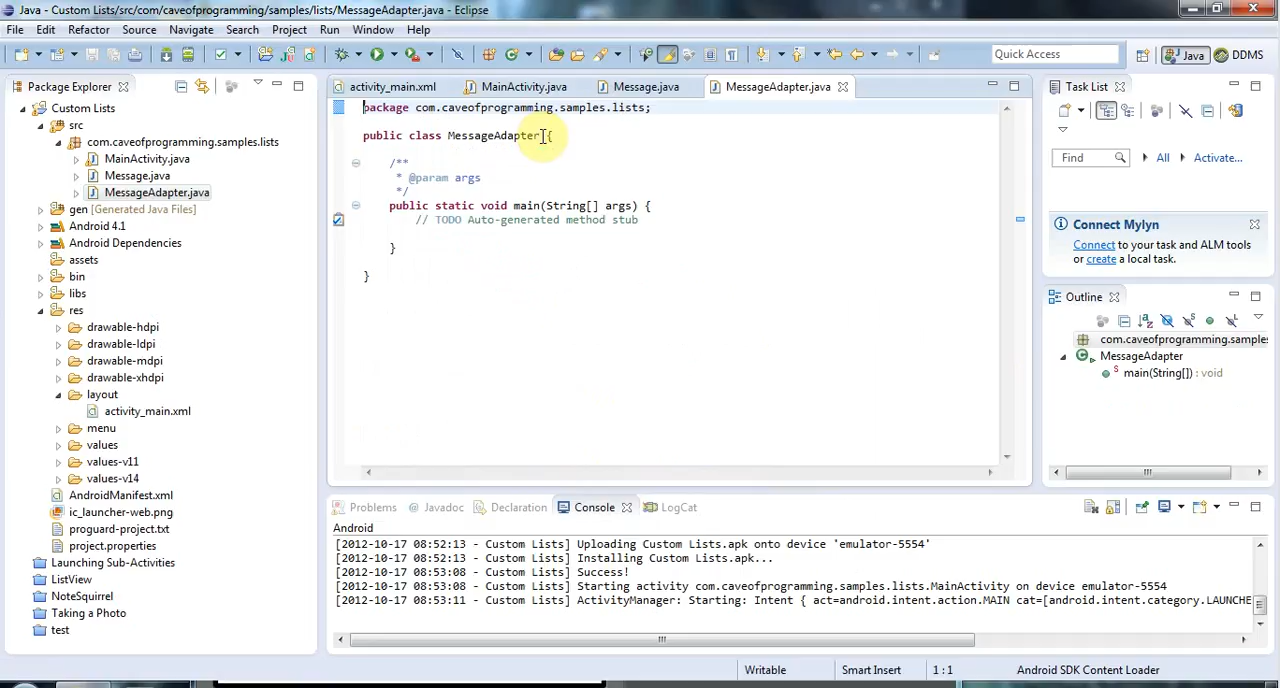 Java - Custom Lists/src/com/caveofprogramming/samples/lists/MessageAdapter.java - Eclipse
File Edit Refactor Source Navigate Search Project Run Window Help
Quick Access
Java
DDMS
Package Explorer
Custom Lists
src
com.caveofprogramming.samples.lists
MainActivity.java
Message.java
MessageAdapter.java
gen [Generated Java Files]
Android 4.1
Android Dependencies
assets
bin
libs
res
drawable-hdpi
drawable-ldpi
drawable-mdpi
drawable-xhdpi
layout
activity_main.xml
menu
values
values-v11
values-v14
AndroidManifest.xml
ic_launcher-web.png
proguard-project.txt
project.properties
Launching Sub-Activities
ListView
NoteSquirrel
Taking a Photo
test
activity_main.xml MainActivity.java Message.java MessageAdapter.java
package com.caveofprogramming.samples.lists;
public class MessageAdapter {
/**
* @param args
*/
public static void main(String[] args) {
// TODO Auto-generated method stub
}
}
Task List
Find All Activate...
Connect Mylyn
Connect to your task and ALM tools
or create a local task.
Outline
com.caveofprogramming.samples
MessageAdapter
main(String[]) : void
Problems @ Javadoc Declaration Console LogCat
Android
[2012-10-17 08:52:13 - Custom Lists] Uploading Custom Lists.apk onto device 'emulator-5554'
[2012-10-17 08:52:13 - Custom Lists] Installing Custom Lists.apk...
[2012-10-17 08:53:08 - Custom Lists] Success!
[2012-10-17 08:53:08 - Custom Lists] Starting activity com.caveofprogramming.samples.lists.MainActivity on device emulator-5554
[2012-10-17 08:53:11 - Custom Lists] ActivityManager: Starting: Intent { act=android.intent.action.MAIN cat=[android.intent.category.LAUNCHE
Writable Smart Insert 1 : 1 Android SDK Content Loader